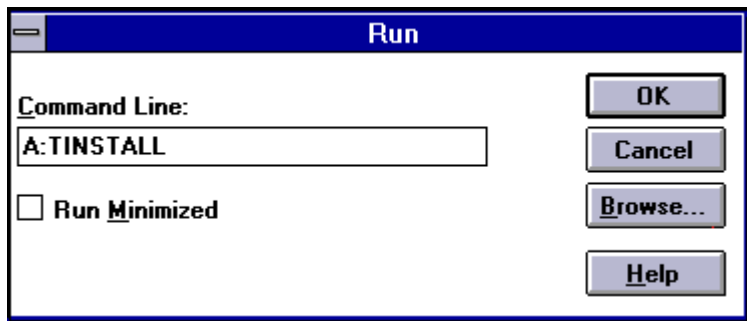 Run
Command Line:
A:TINSTALL
Run Minimized
OK
Cancel
Browse...
Help